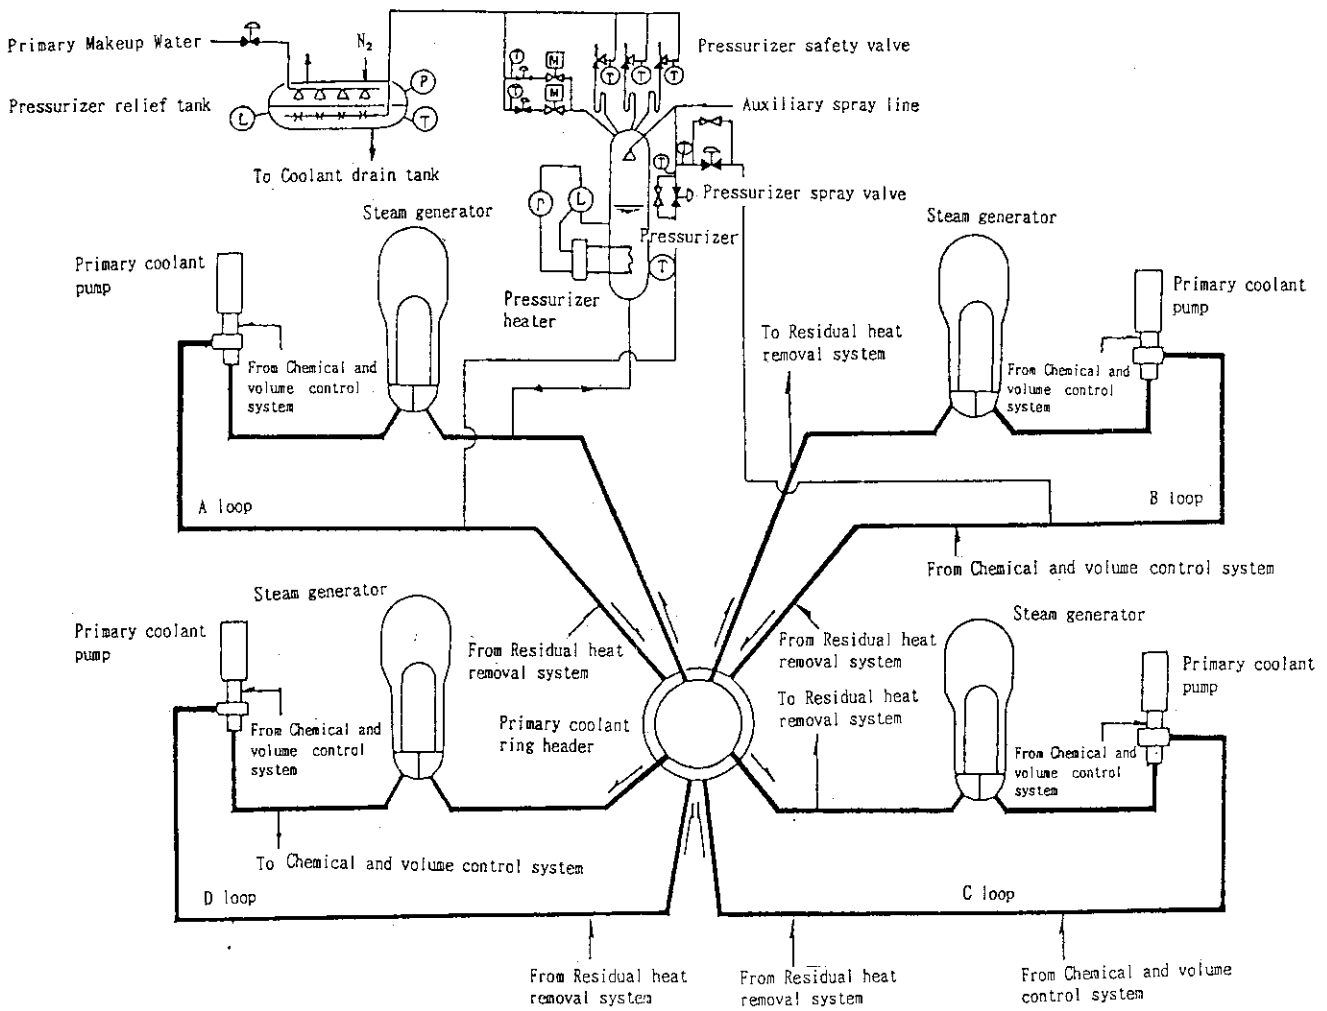 Primary Makeup Water
N2
Pressurizer relief tank
P
L
T
To Coolant drain tank
T
T
M
M
T
T
T
Pressurizer safety valve
Auxiliary spray line
T
T
Pressurizer spray valve
P
L
Pressurizer
T
Pressurizer
heater
Steam generator
Primary coolant
pump
From Chemical and
volume control
system
A loop
Steam generator
Primary coolant
pump
To Residual heat
removal system
From Chemical and
volume control
system
B loop
From Chemical and volume control system
Steam generator
Primary coolant
pump
From Chemical and
volume control
system
From Residual heat
removal system
Primary coolant
ring header
From Residual heat
removal system
To Residual heat
removal system
Steam generator
Primary coolant
pump
From Chemical and
volume control
system
To Chemical and volume control system
D loop
C loop
From Residual heat
removal system
From Residual heat
removal system
From Chemical and volume
control system